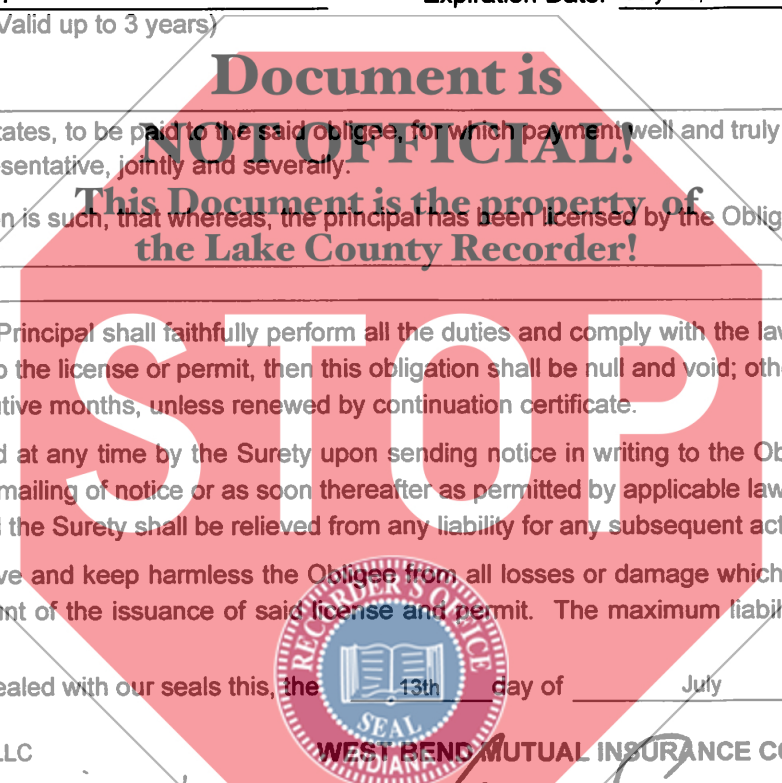 Expiration Date:
Valid up to 3 years)
Document is
tates, to be paid to the said obligee, for which payment well and truly
NOT OFFICIAL!
sentative, jointly and severally.
This Document is the property of
n is such, that whereas, the principal has been licensed by the Oblig
the Lake County Recorder!
STOP
Principal shall faithfully perform all the duties and comply with the la
o the license or permit, then this obligation shall be null and void; oth
tive months, unless renewed by continuation certificate.
d at any time by the Surety upon sending notice in writing to the Ob
mailing of notice or as soon thereafter as permitted by applicable law
the Surety shall be relieved from any liability for any subsequent act
ve and keep harmless the Obligee from all losses or damage which
nt of the issuance of said license and permit. The maximum liabil
RECORDER'S OFFICE
SEAL
INDIANA
ealed with our seals this, the 13th day of July
LLC WEST BEND MUTUAL INSURANCE CO